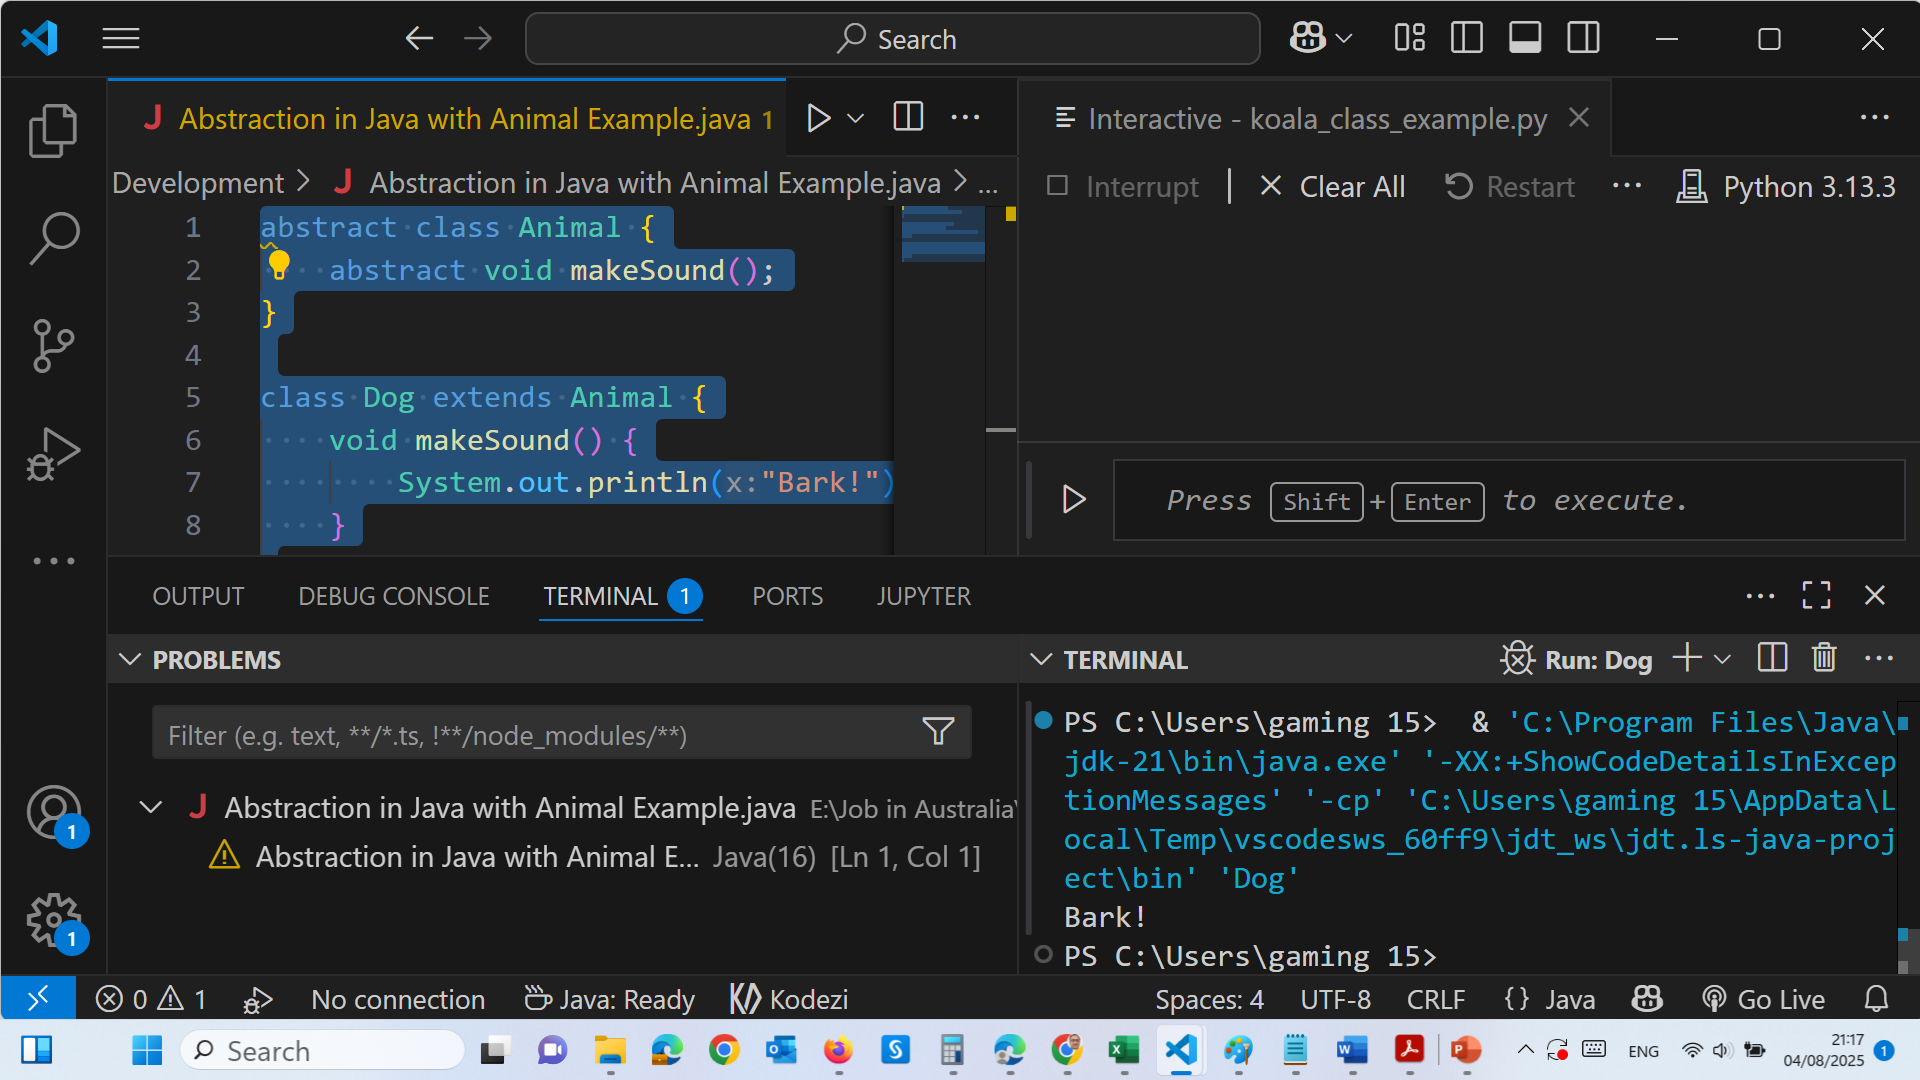 Search
Abstraction in Java with Animal Example.java 1
Interactive - koala_class_example.py
Development > Abstraction in Java with Animal Example.java > ...
Interrupt | Clear All Restart ... Python 3.13.3
1 abstract class Animal {
2 abstract void makeSound();
3 }
4
5 class Dog extends Animal {
6 void makeSound() {
7 System.out.println(x:"Bark!")
8 }
Press Shift + Enter to execute.
OUTPUT DEBUG CONSOLE TERMINAL 1 PORTS JUPYTER
PROBLEMS
Filter (e.g. text, **/*.ts, !**/node_modules/**)
Abstraction in Java with Animal Example.java E:\Job in Australia\
Abstraction in Java with Animal E... Java(16) [Ln 1, Col 1]
TERMINAL Run: Dog
PS C:\Users\gaming 15>  & 'C:\Program Files\Java\
jdk-21\bin\java.exe' '-XX:+ShowCodeDetailsInExcep
tionMessages' '-cp' 'C:\Users\gaming 15\AppData\L
ocal\Temp\vscodesws_60ff9\jdt_ws\jdt.ls-java-proj
ect\bin' 'Dog'
Bark!
PS C:\Users\gaming 15>
1
1
0 1 No connection Java: Ready Kodezi Spaces: 4 UTF-8 CRLF {} Java Go Live
Search
ENG
21:17
04/08/2025
1